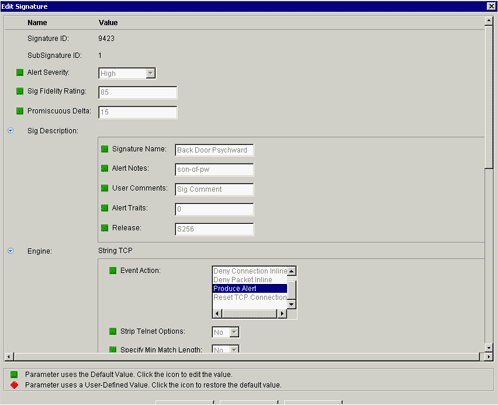 Edit Signature
Name Value
Signature ID: 9423
SubSignature ID: 1
Alert Severity: High
Sig Fidelity Rating: 85
Promiscuous Delta: 15
Sig Description:
Signature Name: Back Door Psychward
Alert Notes: son-of-pw
User Comments: Sig Comment
Alert Traits: 0
Release: S256
Engine: String TCP
Event Action: Deny Connection Inline
Deny Packet Inline
Produce Alert
Reset TCP Connection
Strip Telnet Options: No
Specify Min Match Length: No
Parameter uses the Default Value. Click the icon to edit the value.
Parameter uses a User-Defined Value. Click the icon to restore the default value.